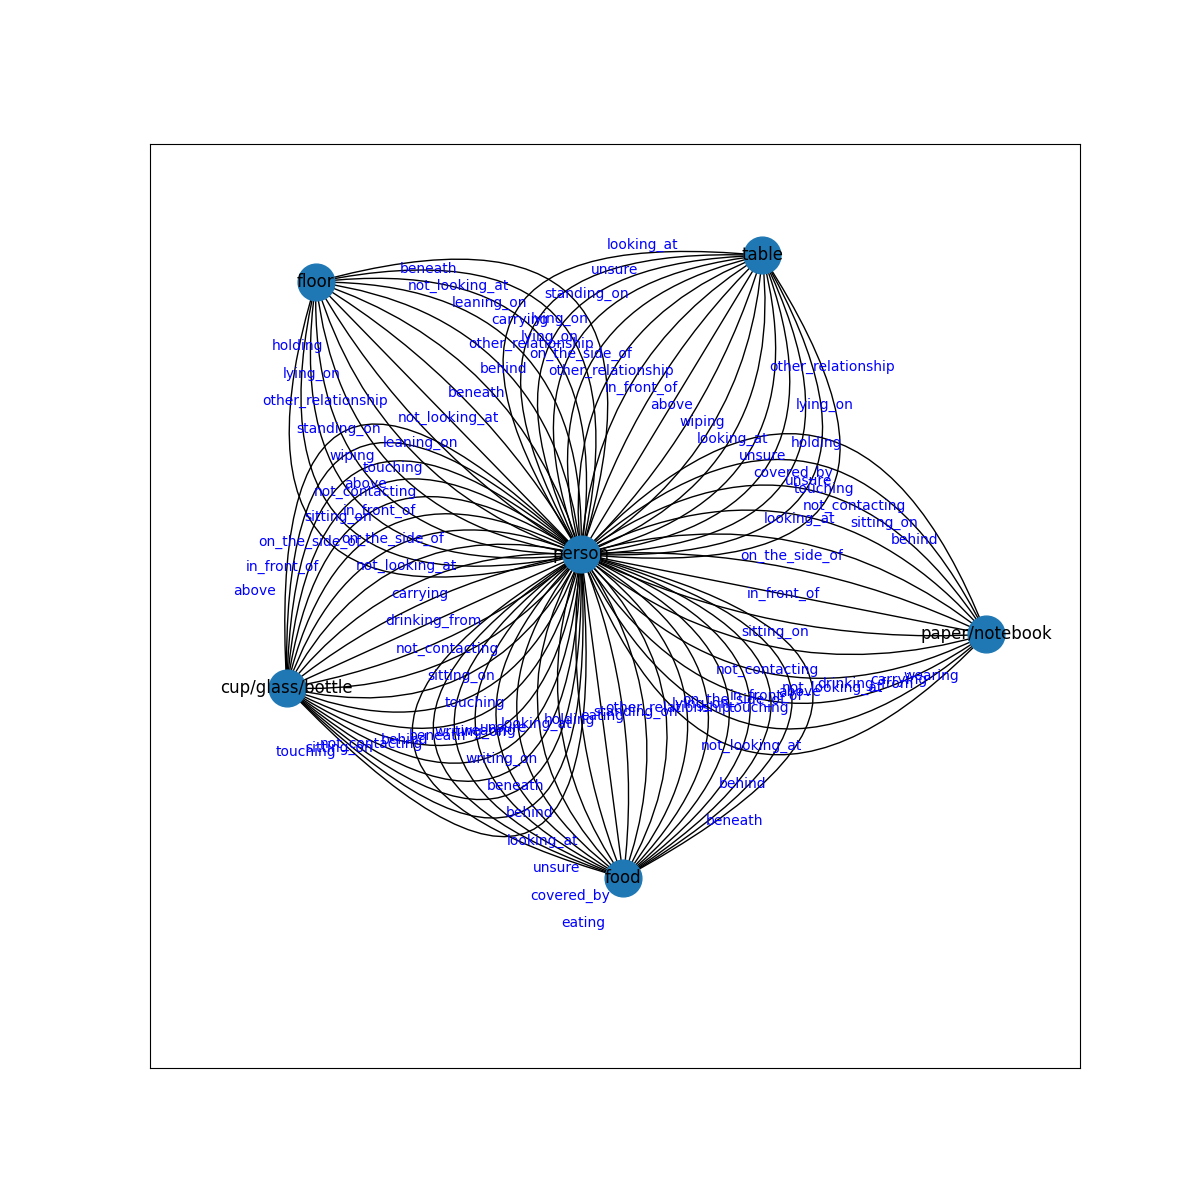 looking_at
table
beneath
unsure
floor
not_looking_at
standing_on
leaning_on
carrying
lying_on
lying_on
holding
other_relationship
on_the_side_of
behind
other_relationship
other_relationship
lying_on
in_front_of
beneath
other_relationship
above
lying_on
not_looking_at
wiping
standing_on
looking_at
leaning_on
holding
wiping
unsure
touching
covered_by
above
unsure
not_contacting
touching
in_front_of
not_contacting
sitting_on
looking_at
sitting_on
on_the_side_of
on_the_side_of
behind
person
on_the_side_of
in_front_of
not_looking_at
above
carrying
in_front_of
drinking_from
sitting_on
paper/notebook
not_contacting
not_contacting
sitting_on
wearing
carrying
drinking_from
not_looking_at
cup/glass/bottle
above
in_front_of
on_the_side_of
touching
lying_on
touching
other_relationship
standing_on
eating
holding
looking_at
unsure
writing_on
beneath
behind
not_contacting
sitting_on
touching
not_looking_at
writing_on
beneath
behind
behind
beneath
looking_at
unsure
food
covered_by
eating